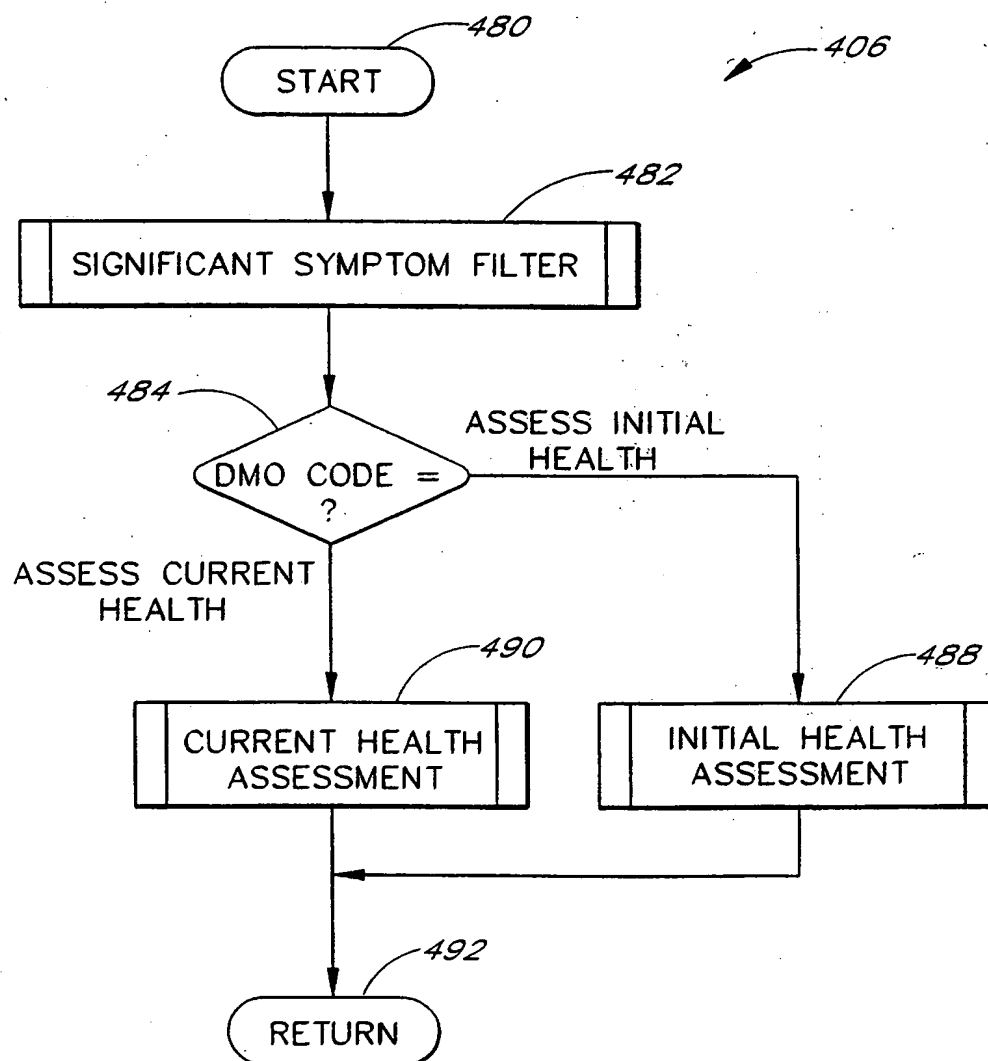 480
406
START
482
SIGNIFICANT SYMPTOM FILTER
484
DMO CODE =
?
ASSESS INITIAL
HEALTH
ASSESS CURRENT
HEALTH
490
CURRENT HEALTH
ASSESSMENT
488
INITIAL HEALTH
ASSESSMENT
492
RETURN